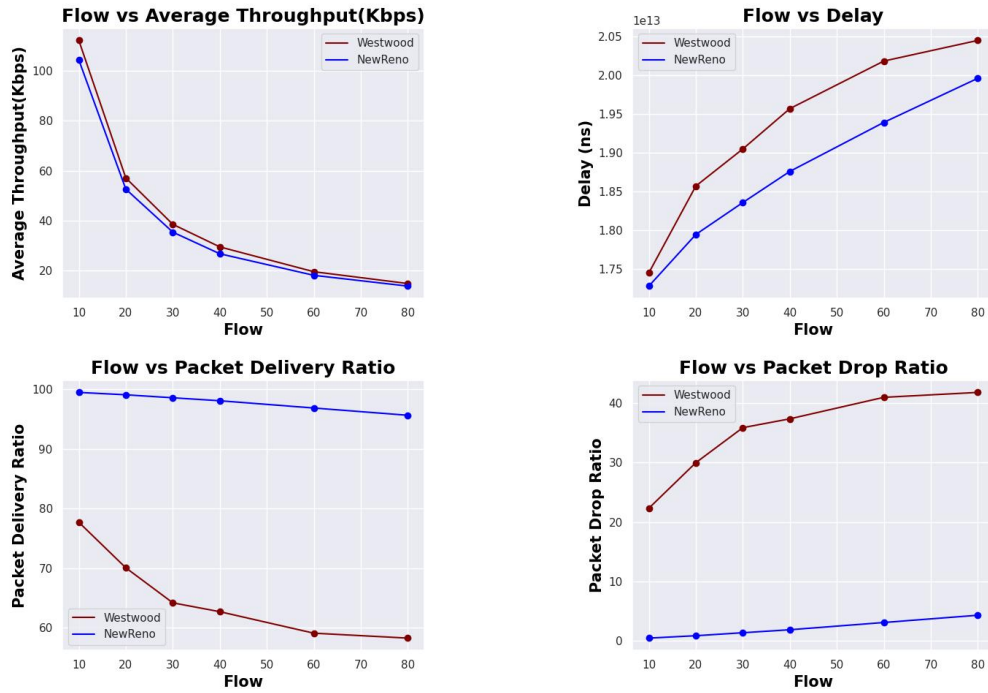 Flow vs Average Throughput(Kbps)
Average Throughput(Kbps)
100
80
60
40
20
Westwood
NewReno
10 20 30 40 50 60 70 80
Flow
Flow vs Delay
1e13
Delay (ns)
2.05
2.00
1.95
1.90
1.85
1.80
1.75
Westwood
NewReno
10 20 30 40 50 60 70 80
Flow
Flow vs Packet Delivery Ratio
Packet Delivery Ratio
100
90
80
70
60
Westwood
NewReno
10 20 30 40 50 60 70 80
Flow
Flow vs Packet Drop Ratio
Packet Drop Ratio
40
30
20
10
0
Westwood
NewReno
10 20 30 40 50 60 70 80
Flow